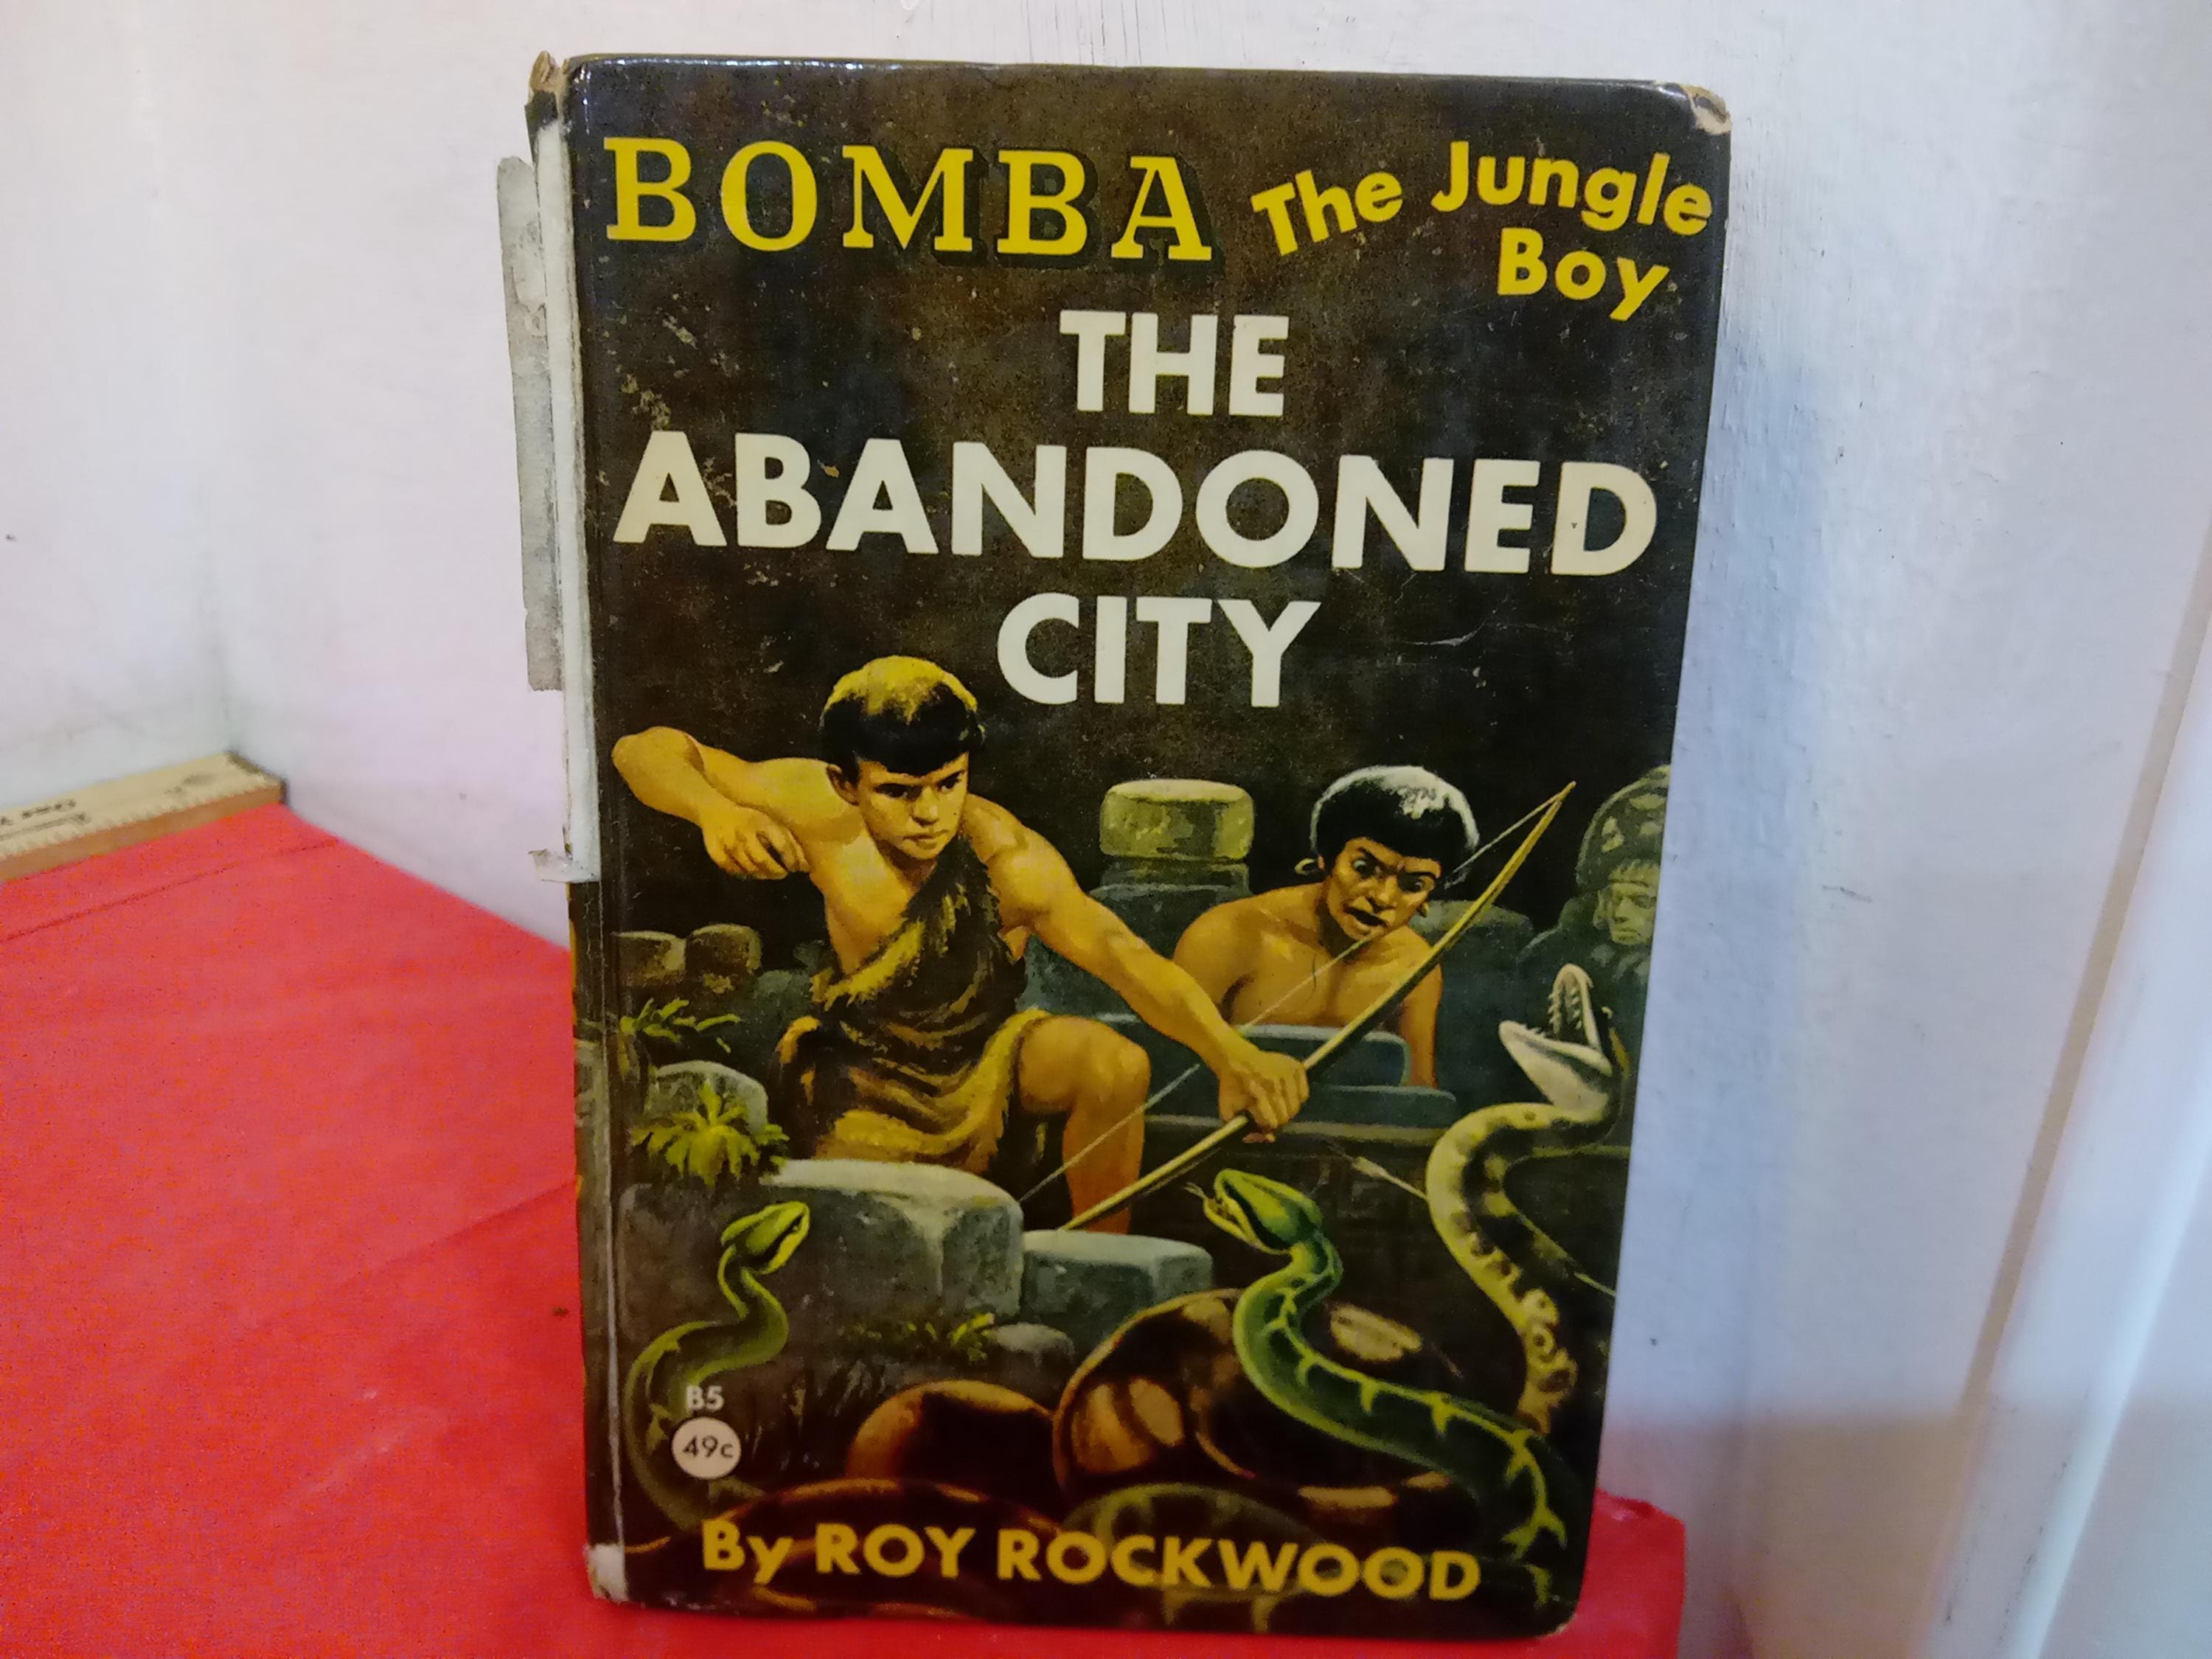 BOMBA The Jungle
Boy
THE
ABANDONED
CITY
B5
49c
By ROY ROCKWOOD